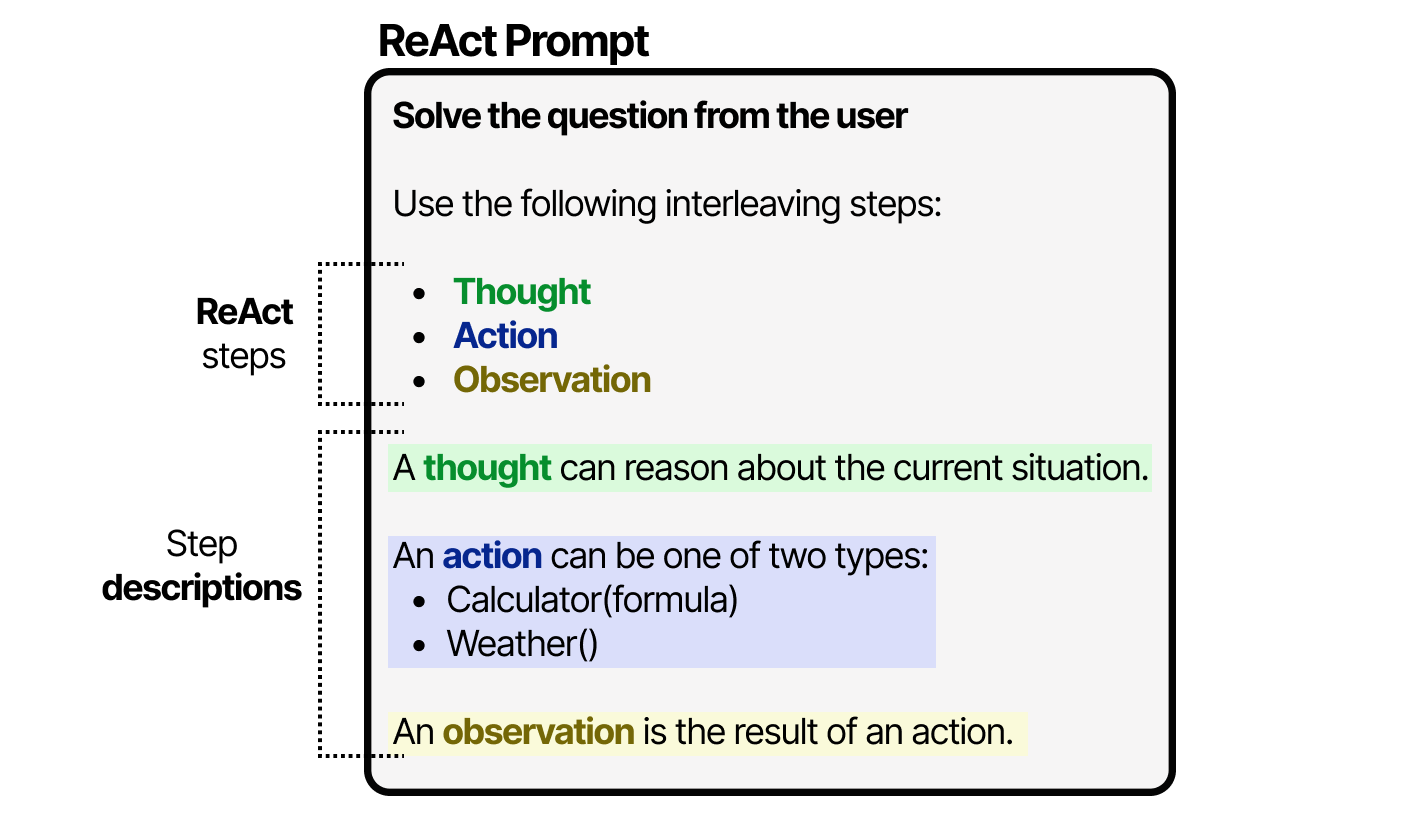 ReAct Prompt
Solve the question from the user
Use the following interleaving steps:
ReAct
steps
• Thought
• Action
• Observation
Step
descriptions
A thought can reason about the current situation.
An action can be one of two types:
• Calculator(formula)
• Weather()
An observation is the result of an action.